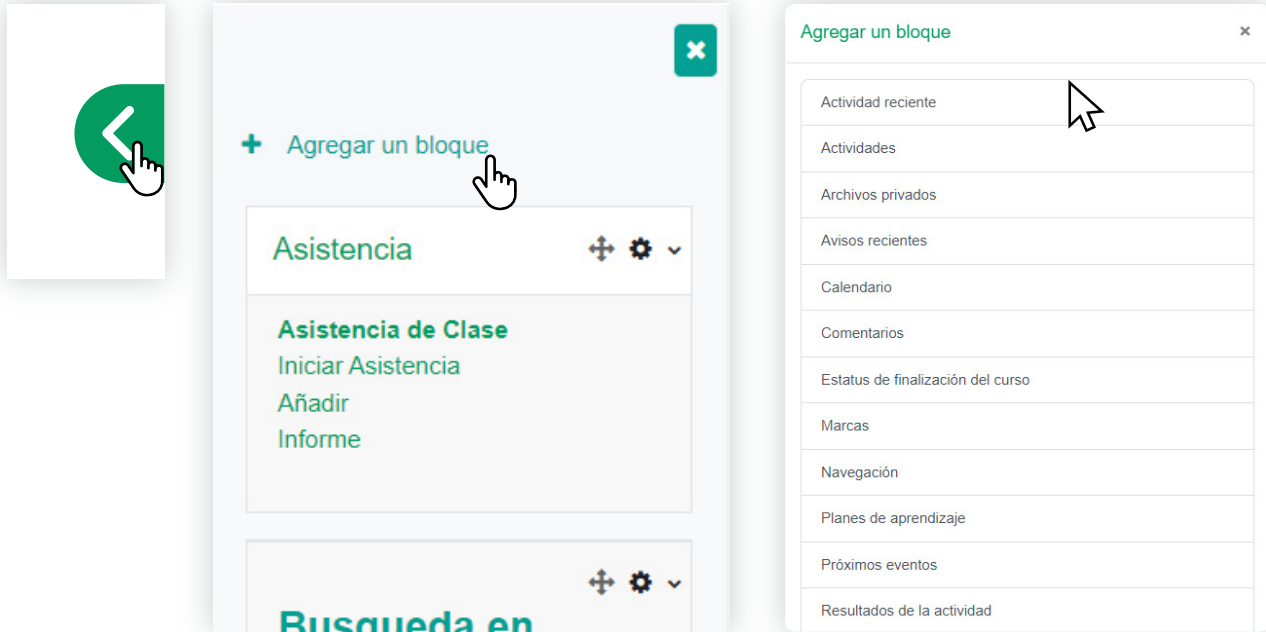 Agregar un bloque
Asistencia
Asistencia de Clase
Iniciar Asistencia
Añadir
Informe
Busqueda en
Agregar un bloque
Actividad reciente
Actividades
Archivos privados
Avisos recientes
Calendario
Comentarios
Estatus de finalización del curso
Marcas
Navegación
Planes de aprendizaje
Próximos eventos
Resultados de la actividad